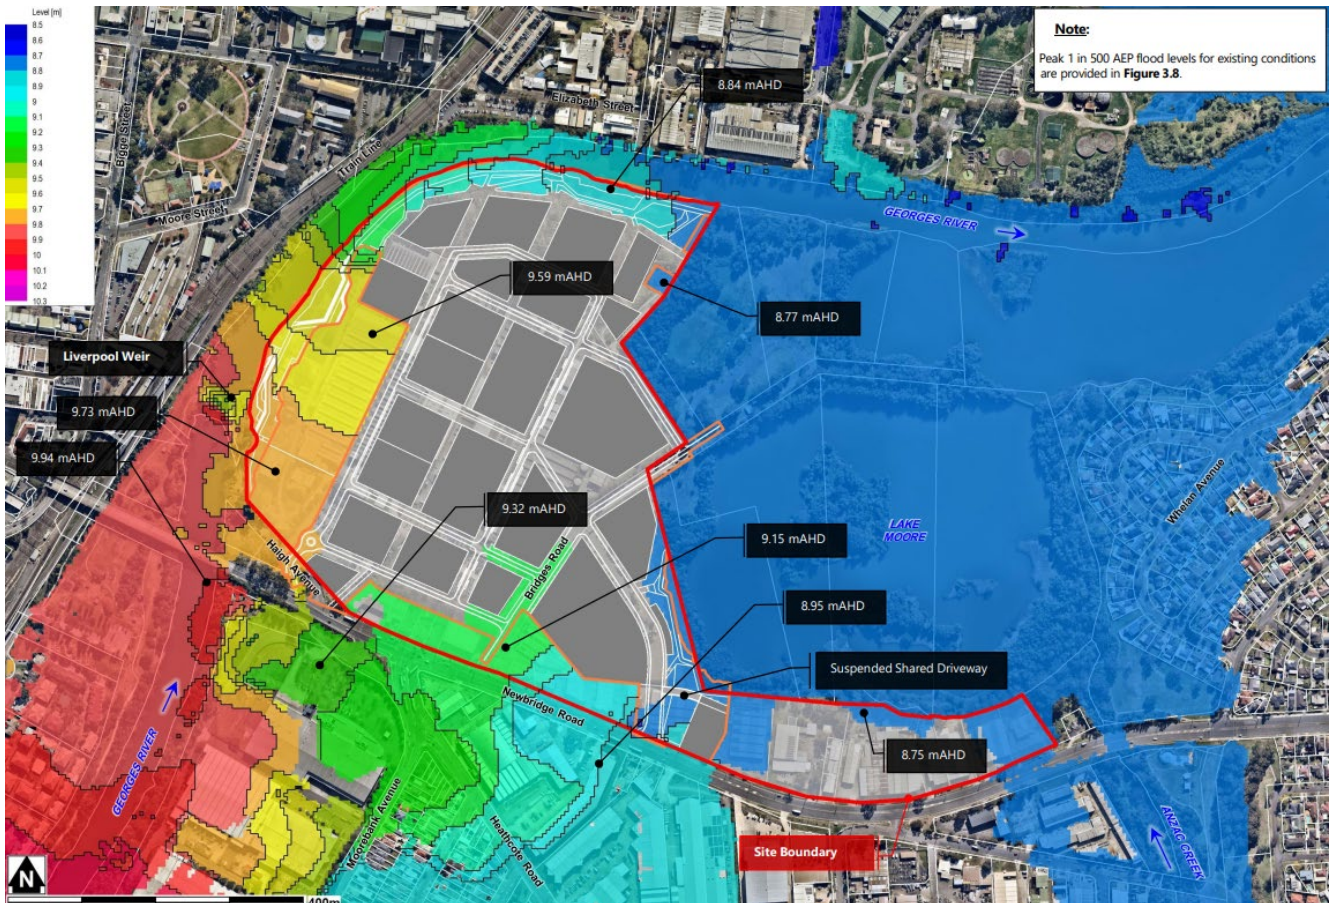 Level [m]
8.5
8.6
8.7
8.8
8.9
9
9.1
9.2
9.3
9.4
9.5
9.6
9.7
9.8
9.9
10
10.1
10.2
10.3
Note:
Peak 1 in 500 AEP flood levels for existing conditions
are provided in Figure 3.8.
8.84 mAHD
Elizabeth Street
Bigge Street
Train Line
Moore Street
GEORGES RIVER
9.59 mAHD
8.77 mAHD
Liverpool Weir
9.73 mAHD
9.94 mAHD
Whelan Avenue
9.32 mAHD
LAKE
MOORE
9.15 mAHD
Haigh Avenue
Bridges Road
8.95 mAHD
Suspended Shared Driveway
Newbridge Road
8.75 mAHD
GEORGES RIVER
Moorebank Avenue
Heathcote Road
ANZAC CREEK
Site Boundary
N
400m